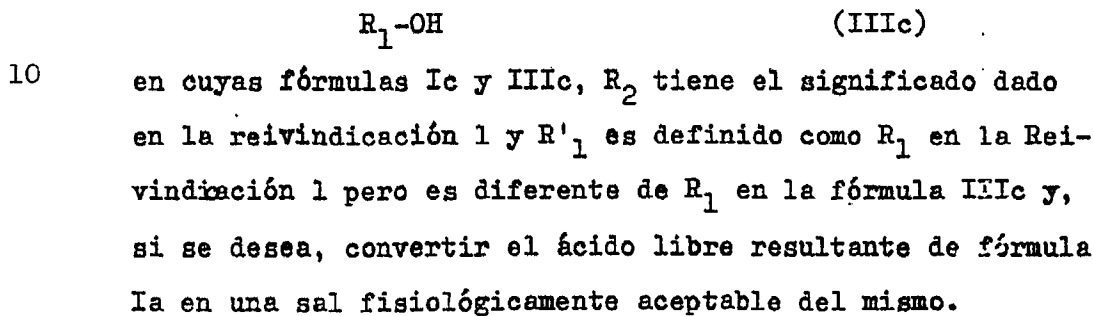 R₁-OH (IIIc)
10 en cuyas fórmulas Ic y IIIc, R₂ tiene el significado dado
en la reivindicación 1 y R'₁ es definido como R₁ en la Rei-
vindicación 1 pero es diferente de R₁ en la fórmula IIIc y,
si se desea, convertir el ácido libre resultante de fórmula
Ia en una sal fisiológicamente aceptable del mismo.